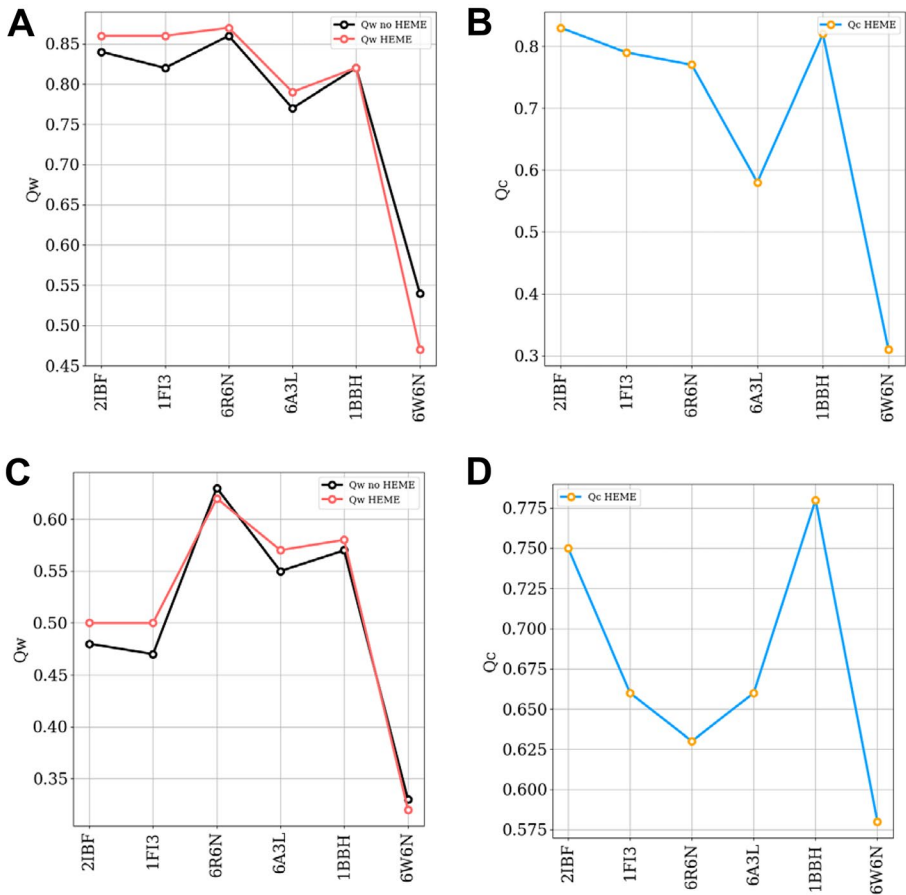 A
Qw no HEME
Qw HEME
0.85
0.80
0.75
0.70
0.65
0.60
0.55
0.50
0.45
Qw
2IBF
1FI3
6R6N
6A3L
1BBH
6W6N
B
Qc HEME
0.8
0.7
0.6
0.5
0.4
0.3
Qc
2IBF
1FI3
6R6N
6A3L
1BBH
6W6N
C
Qw no HEME
Qw HEME
0.60
0.55
0.50
0.45
0.40
0.35
Qw
2IBF
1FI3
6R6N
6A3L
1BBH
6W6N
D
Qc HEME
0.775
0.750
0.725
0.700
0.675
0.650
0.625
0.600
0.575
Qc
2IBF
1FI3
6R6N
6A3L
1BBH
6W6N